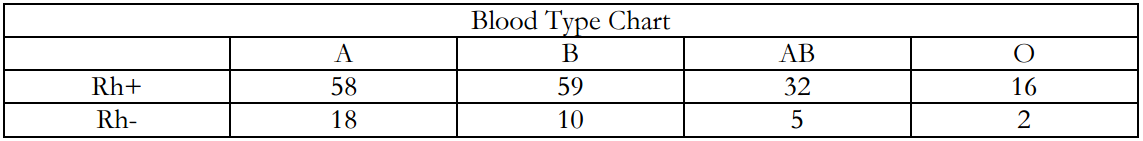 Blood Type Chart
A B AB O
Rh+ 58 59 32 16
Rh- 18 10 5 2